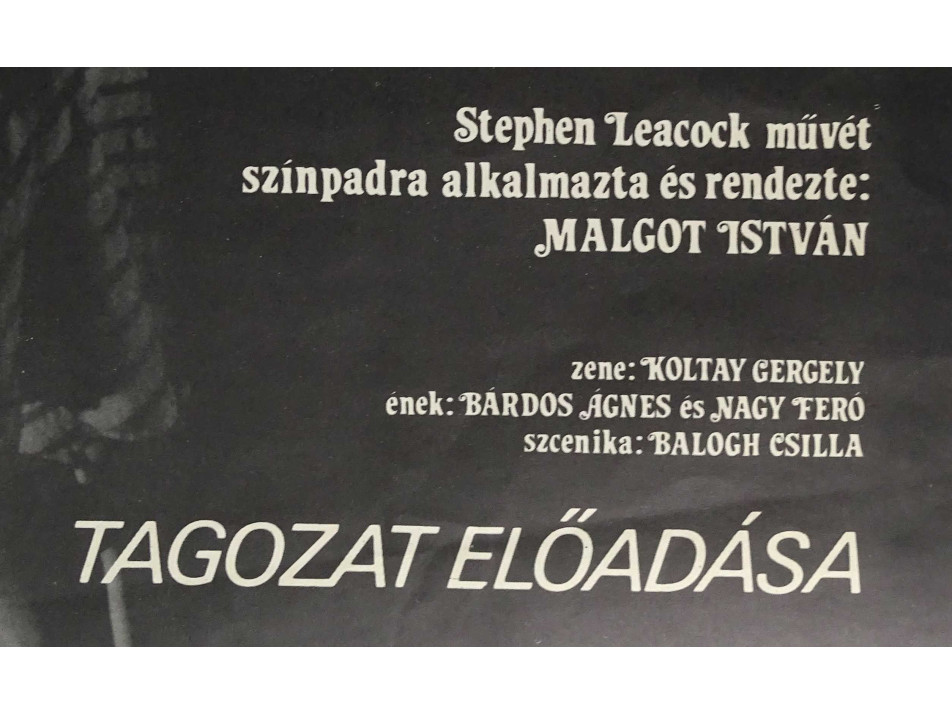 Stephen Leacock művét
színpadra alkalmazta és rendezte:
MALGOT ISTVÁN
zene: KOLTAY GERGELY
ének: BÁRDOS ÁGNES és NAGY FERÓ
szcenika: BALOGH CSILLA
TAGOZAT ELŐADÁSA